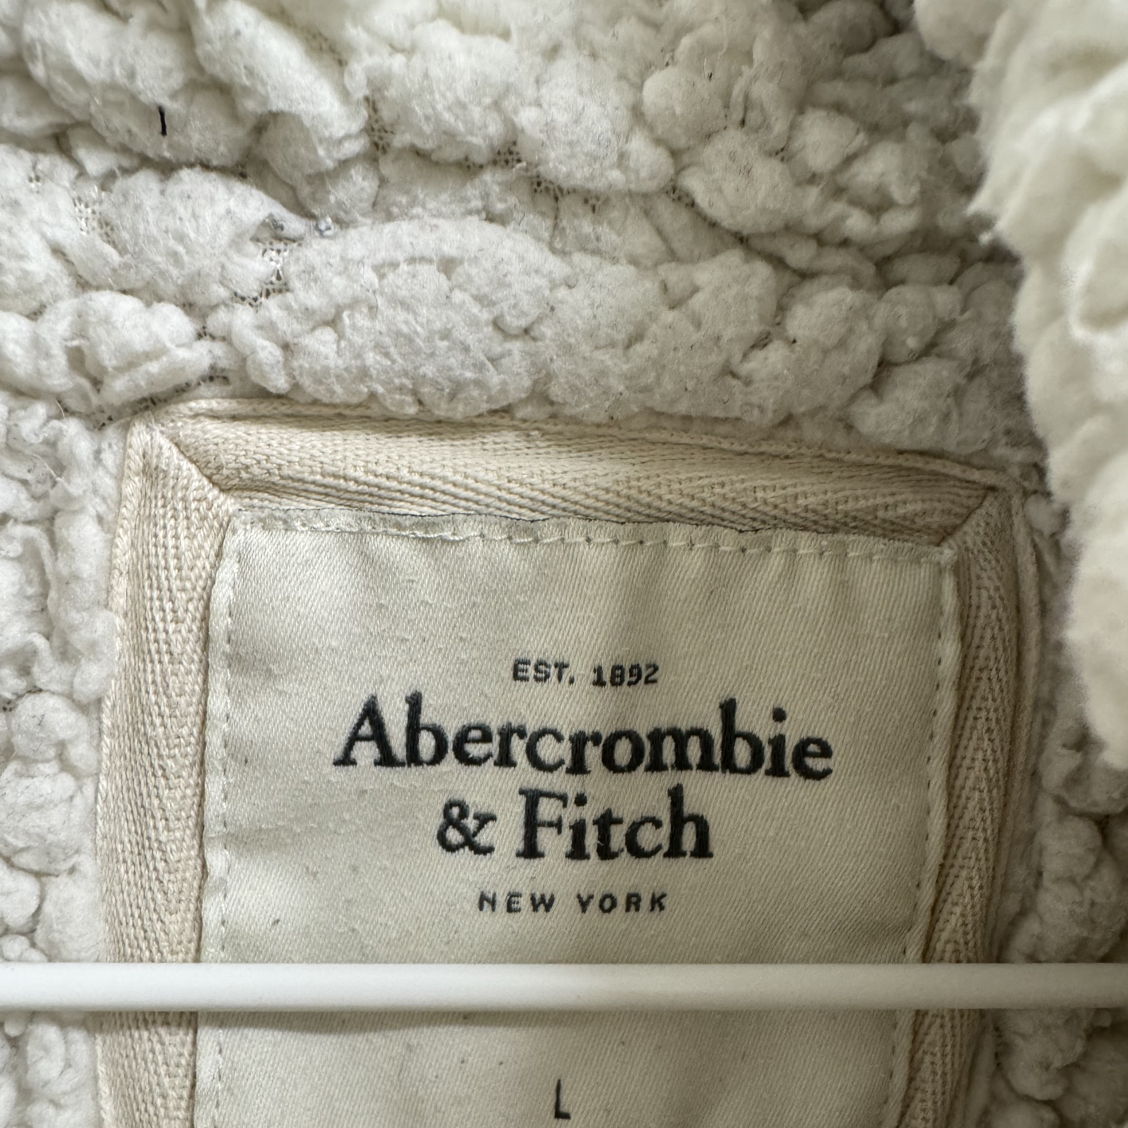 EST. 1892
Abercrombie
& Fitch
NEW YORK
L